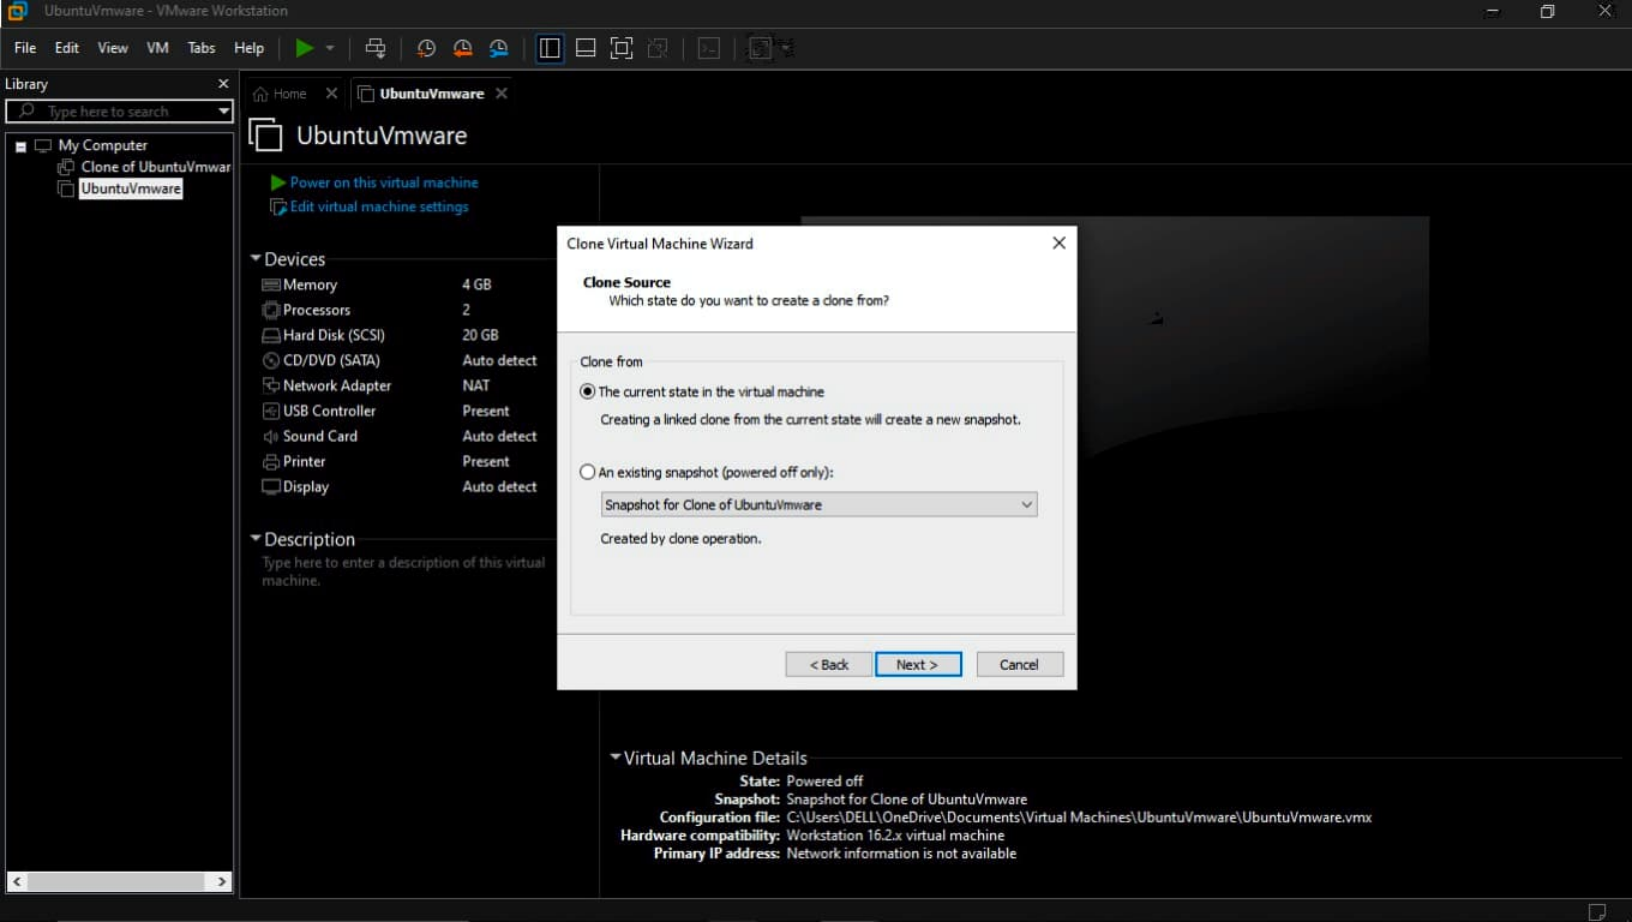 UbuntuVmware - VMware Workstation
File Edit View VM Tabs Help
Library
Home
UbuntuVmware
Type here to search
My Computer
Clone of UbuntuVmwar
UbuntuVmware
UbuntuVmware
Power on this virtual machine
Edit virtual machine settings
Devices
Memory 4 GB
Processors 2
Hard Disk (SCSI) 20 GB
CD/DVD (SATA) Auto detect
Network Adapter NAT
USB Controller Present
Sound Card Auto detect
Printer Present
Display Auto detect
Description
Type here to enter a description of this virtual
machine.
Clone Virtual Machine Wizard
Clone Source
Which state do you want to create a clone from?
Clone from
The current state in the virtual machine
Creating a linked clone from the current state will create a new snapshot.
An existing snapshot (powered off only):
Snapshot for Clone of UbuntuVmware
Created by clone operation.
< Back Next > Cancel
Virtual Machine Details
State: Powered off
Snapshot: Snapshot for Clone of UbuntuVmware
Configuration file: C:\Users\DELL\OneDrive\Documents\Virtual Machines\UbuntuVmware\UbuntuVmware.vmx
Hardware compatibility: Workstation 16.2.x virtual machine
Primary IP address: Network information is not available